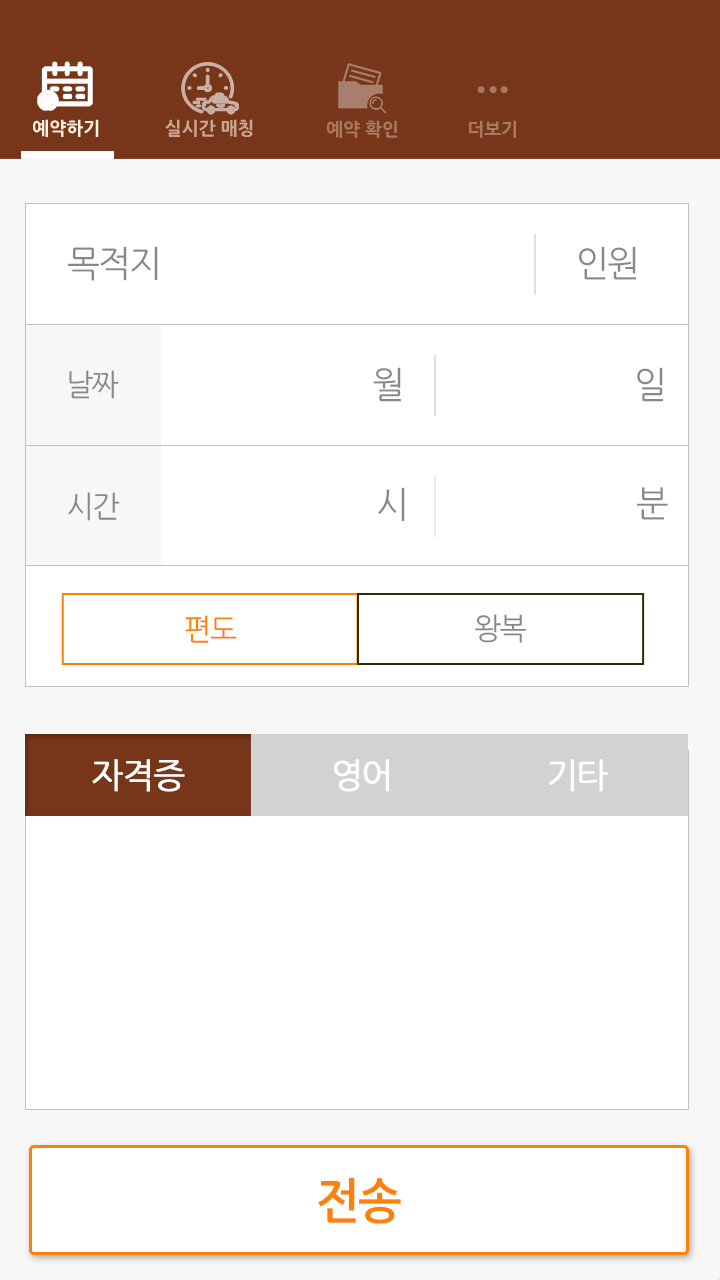 예약하기 실시간 매칭 예약 확인 더보기
목적지 인원
날짜 월 일
시간 시 분
편도 왕복
자격증 영어 기타
전송